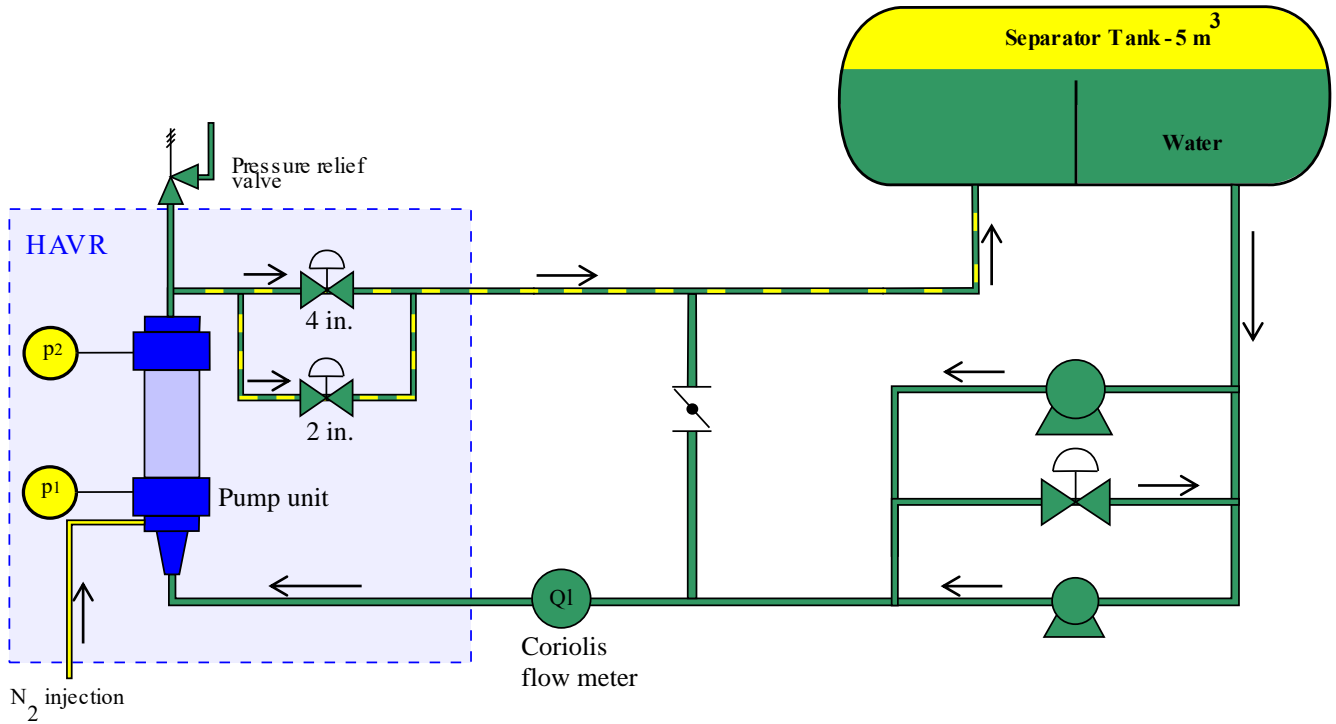 Separator Tank - 5 m3
Water
Pressure relief
valve
HAVR
4 in.
p2
2 in.
p1
Pump unit
Q1
Coriolis
flow meter
N2 injection